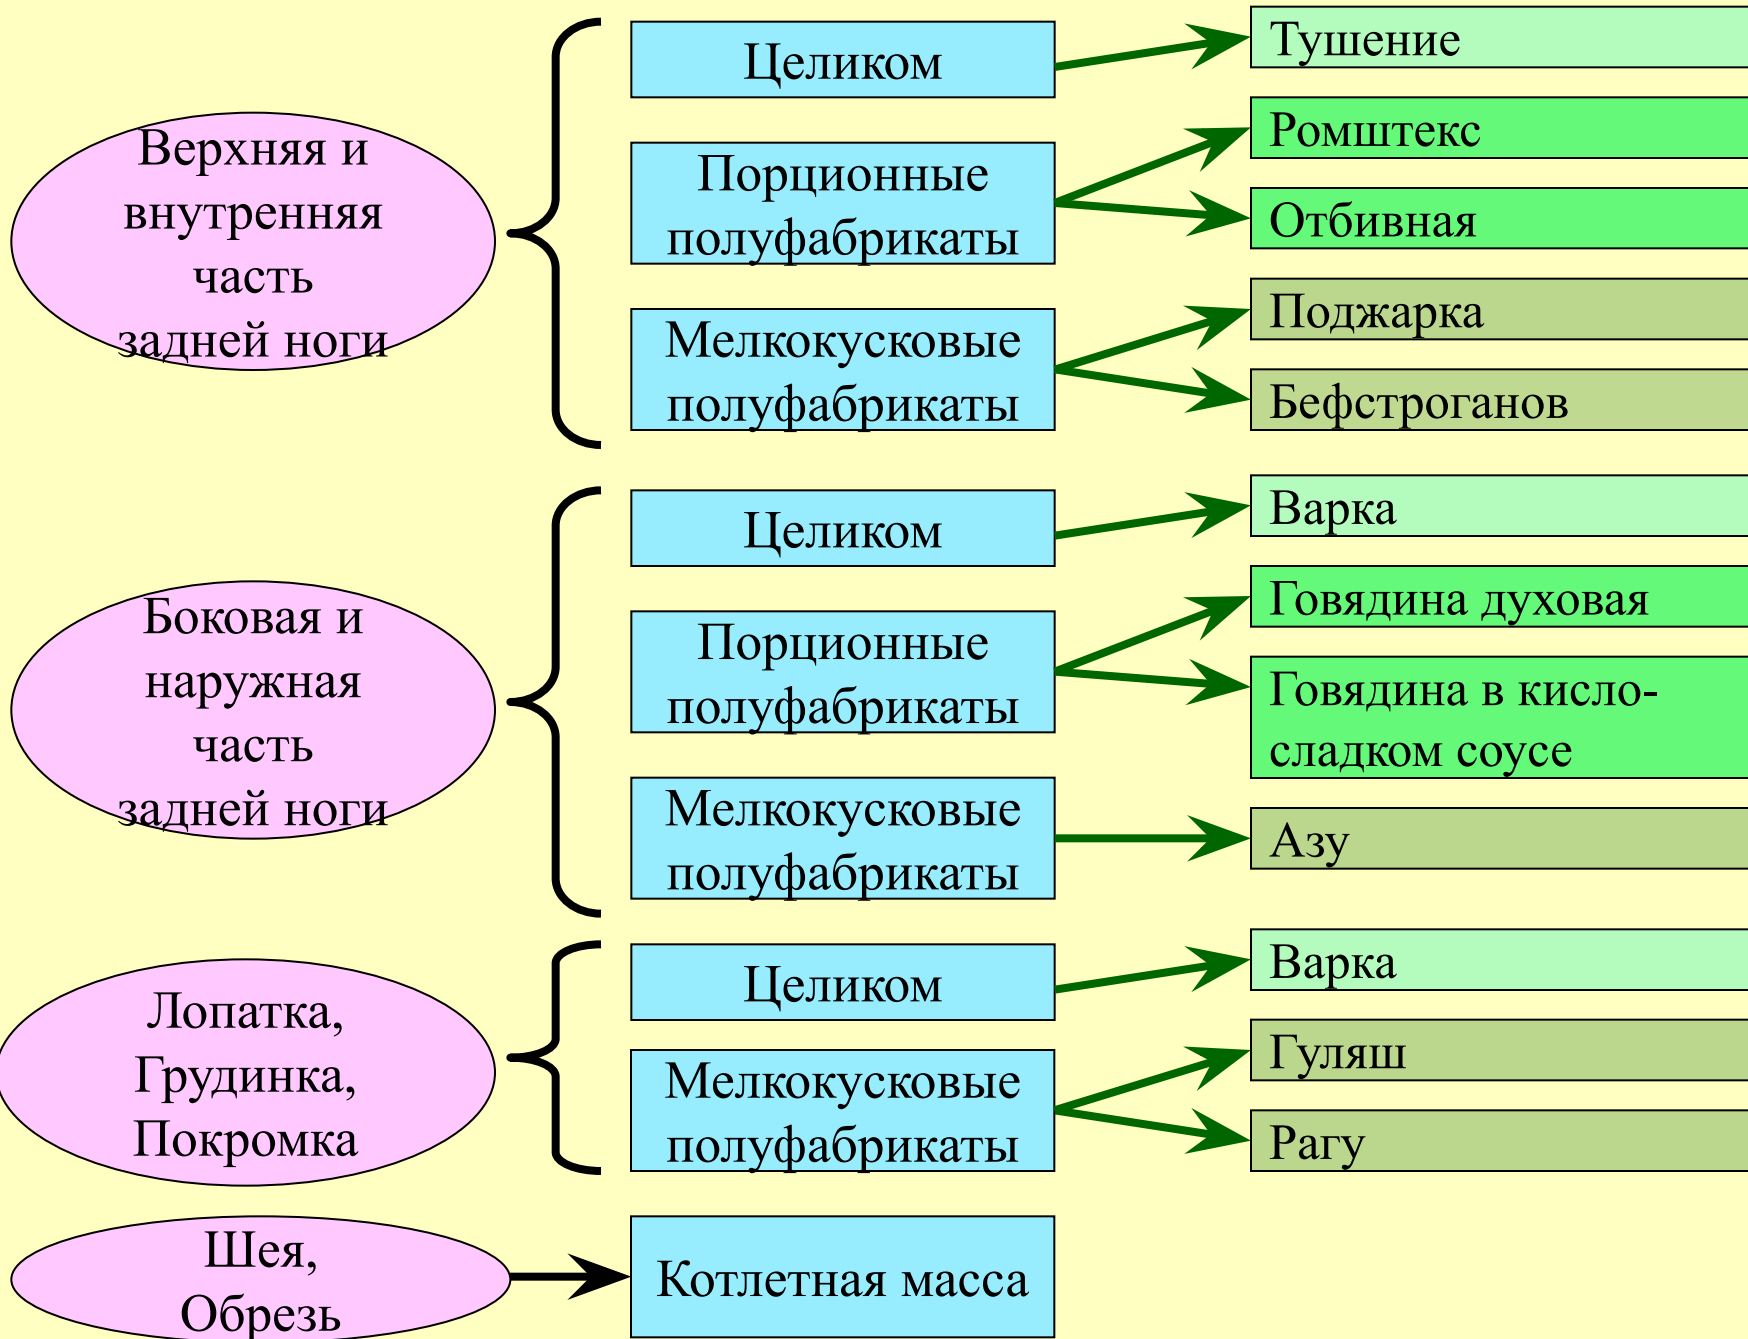 Верхняя и
внутренняя
часть
задней ноги
Целиком
Тушение
Порционные
полуфабрикаты
Ромштекс
Отбивная
Мелкокусковые
полуфабрикаты
Поджарка
Бефстроганов
Боковая и
наружная
часть
задней ноги
Целиком
Варка
Порционные
полуфабрикаты
Говядина духовая
Говядина в кисло-
сладком соусе
Мелкокусковые
полуфабрикаты
Азу
Лопатка,
Грудинка,
Покромка
Целиком
Варка
Мелкокусковые
полуфабрикаты
Гуляш
Рагу
Шея,
Обрезь
Котлетная масса